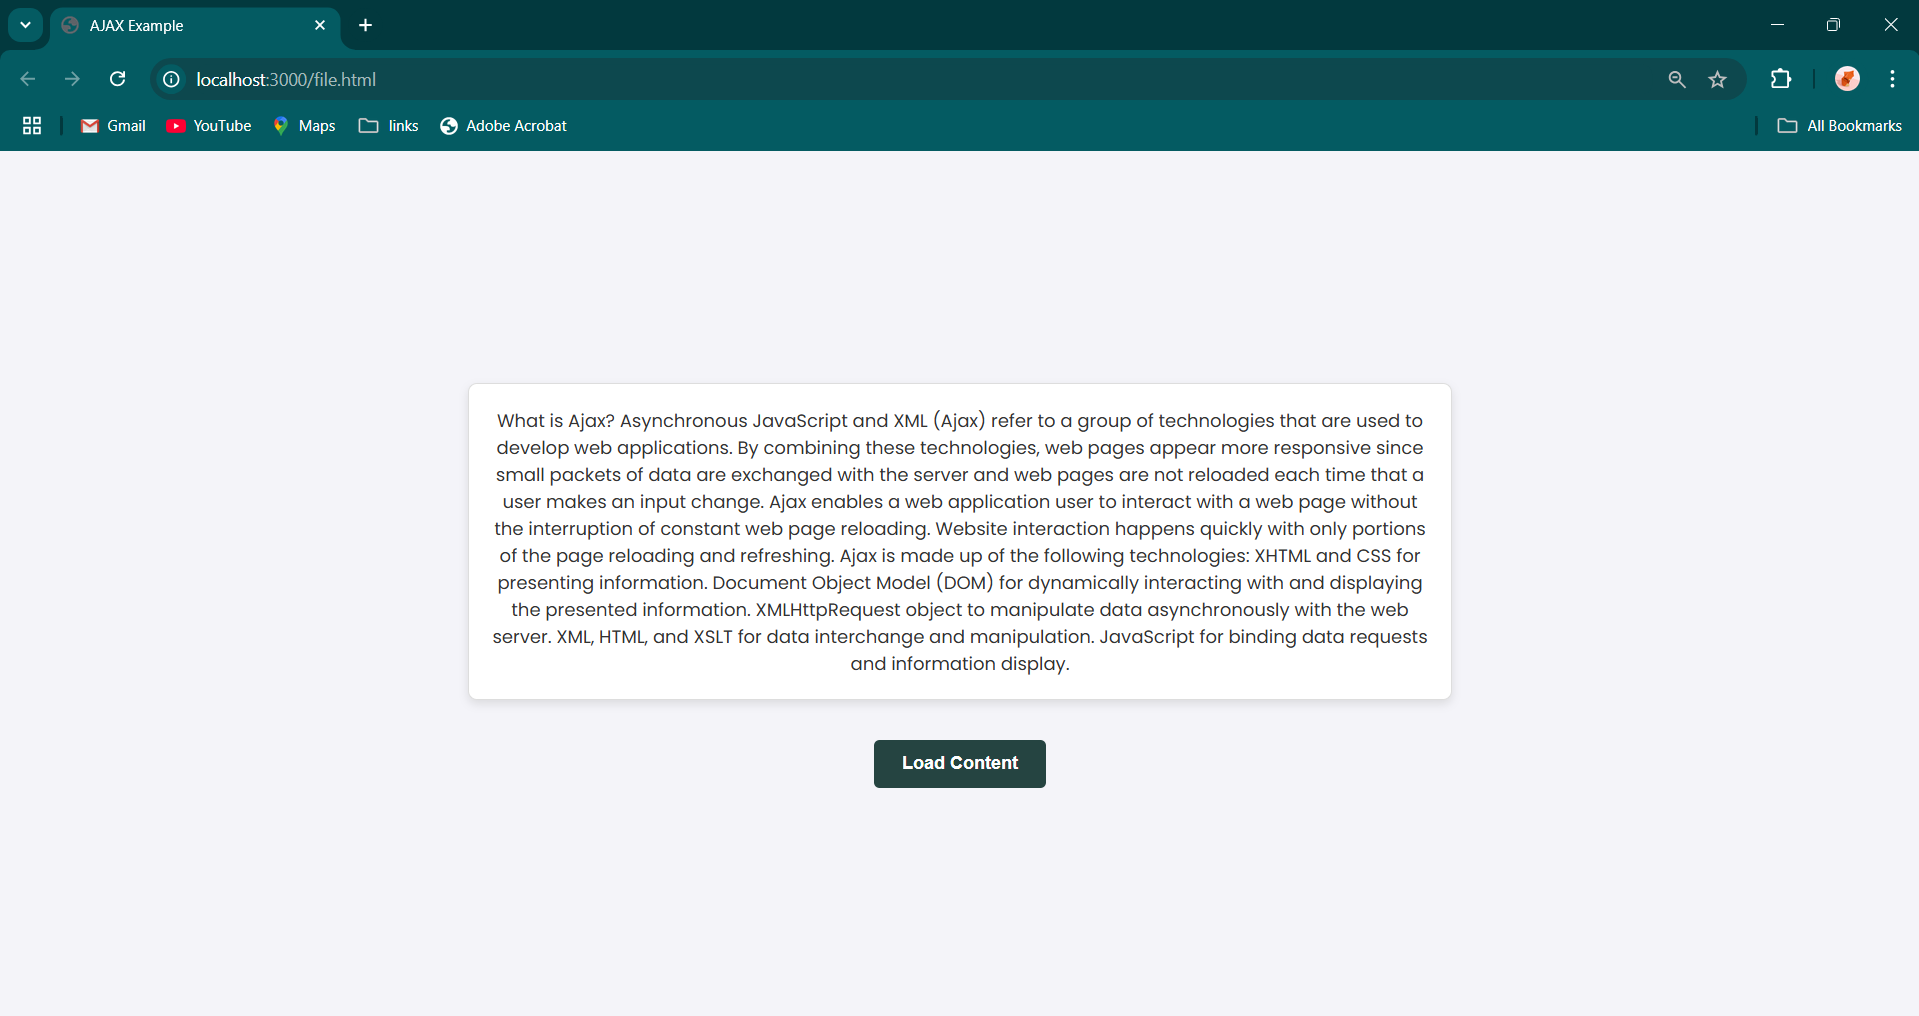 AJAX Example
localhost:3000/file.html
Gmail YouTube Maps links Adobe Acrobat All Bookmarks
What is Ajax? Asynchronous JavaScript and XML (Ajax) refer to a group of technologies that are used to
develop web applications. By combining these technologies, web pages appear more responsive since
small packets of data are exchanged with the server and web pages are not reloaded each time that a
user makes an input change. Ajax enables a web application user to interact with a web page without
the interruption of constant web page reloading. Website interaction happens quickly with only portions
of the page reloading and refreshing. Ajax is made up of the following technologies: XHTML and CSS for
presenting information. Document Object Model (DOM) for dynamically interacting with and displaying
the presented information. XMLHttpRequest object to manipulate data asynchronously with the web
server. XML, HTML, and XSLT for data interchange and manipulation. JavaScript for binding data requests
and information display.
Load Content